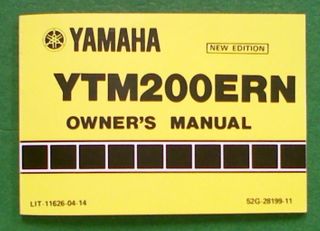 YAMAHA
NEW EDITION
YTM200ERN
OWNER'S MANUAL
LIT-11626-04-14 52G-28199-11